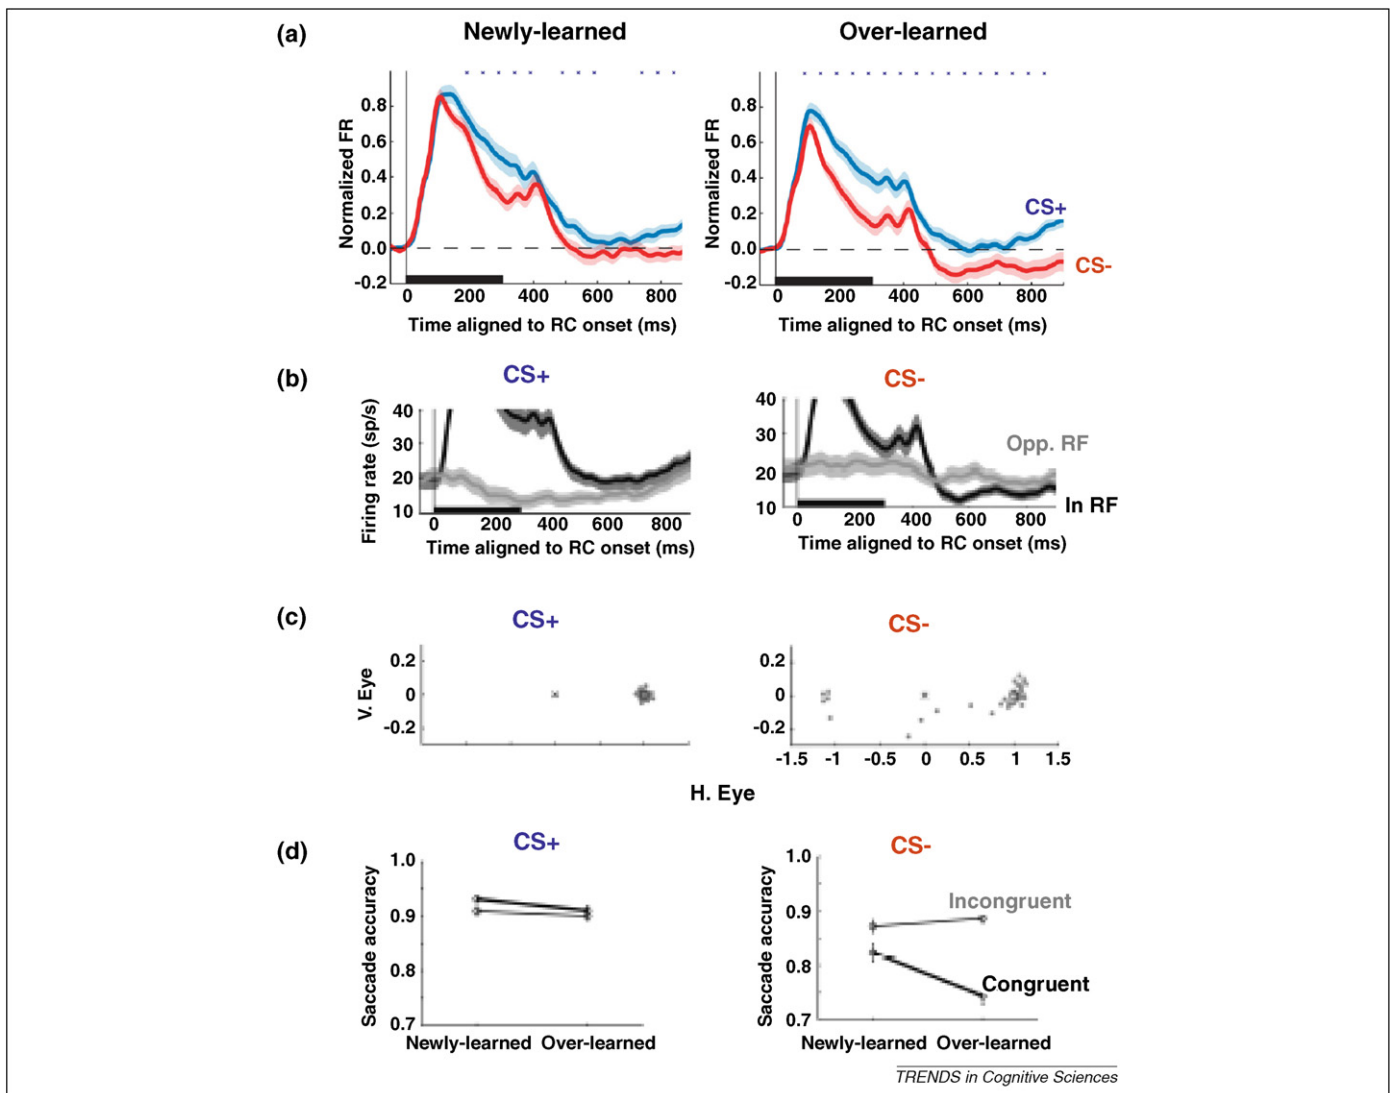 (a)
Newly-learned
Over-learned
Normalized FR
0.8
0.6
0.4
0.2
0.0
-0.2
0 200 400 600 800
Time aligned to RC onset (ms)
Normalized FR
0.8
0.6
0.4
0.2
0.0
-0.2
0 200 400 600 800
Time aligned to RC onset (ms)
CS+
CS-
(b)
CS+
Firing rate (sp/s)
40
30
20
10
0 200 400 600 800
Time aligned to RC onset (ms)
CS-
40
30
20
10
0 200 400 600 800
Time aligned to RC onset (ms)
Opp. RF
In RF
(c)
CS+
V. Eye
0.2
0
-0.2
CS-
0.2
0
-0.2
-1.5 -1 -0.5 0 0.5 1 1.5
H. Eye
(d)
CS+
Saccade accuracy
1.0
0.9
0.8
0.7
Newly-learned Over-learned
CS-
Saccade accuracy
1.0
0.9
0.8
0.7
Incongruent
Congruent
Newly-learned Over-learned
TRENDS in Cognitive Sciences